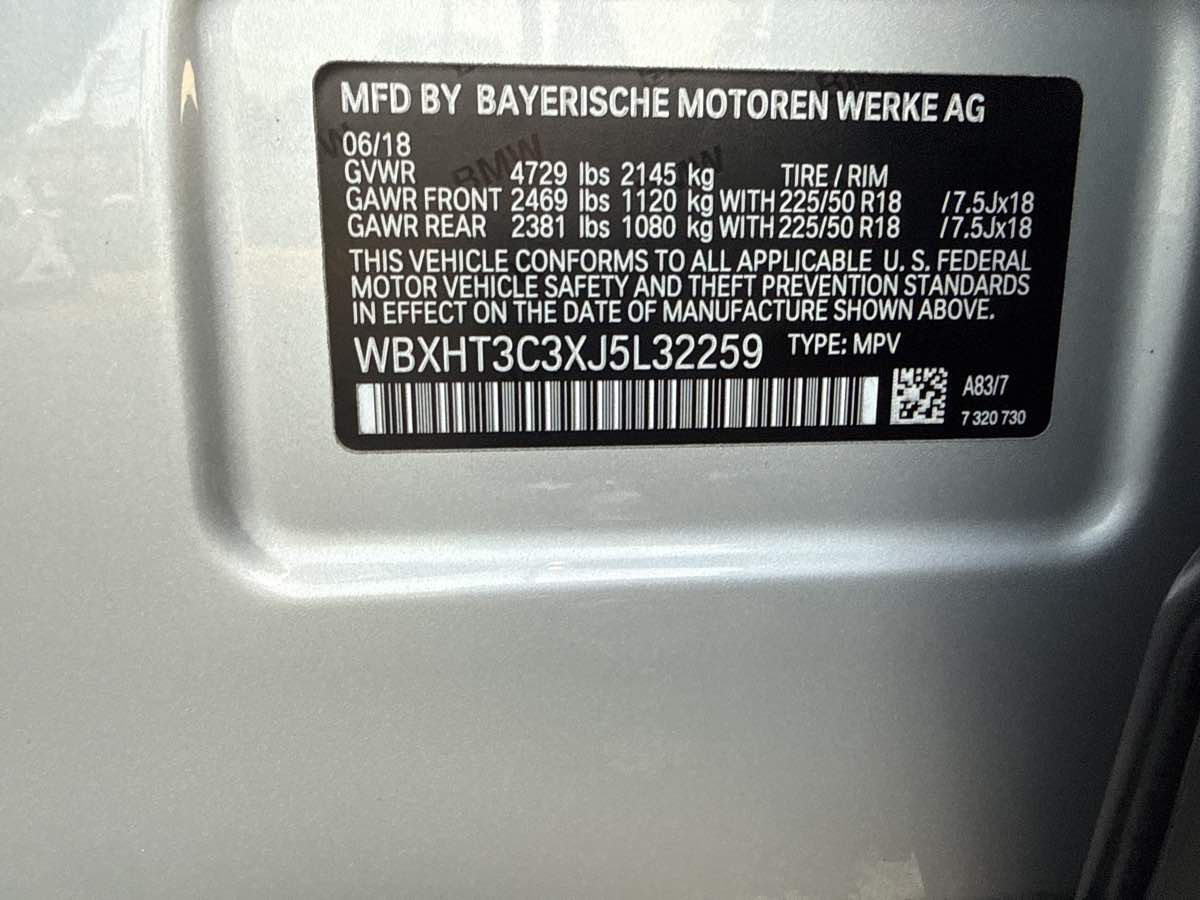 MFD BY BAYERISCHE MOTOREN WERKE AG
06/18
GVWR 4729 lbs 2145 kg TIRE / RIM
GAWR FRONT 2469 lbs 1120 kg WITH 225/50 R18 /7.5Jx18
GAWR REAR 2381 lbs 1080 kg WITH 225/50 R18 /7.5Jx18
THIS VEHICLE CONFORMS TO ALL APPLICABLE U. S. FEDERAL
MOTOR VEHICLE SAFETY AND THEFT PREVENTION STANDARDS
IN EFFECT ON THE DATE OF MANUFACTURE SHOWN ABOVE.
WBXHT3C3XJ5L32259 TYPE: MPV
A83/7
7 320 730
BMW